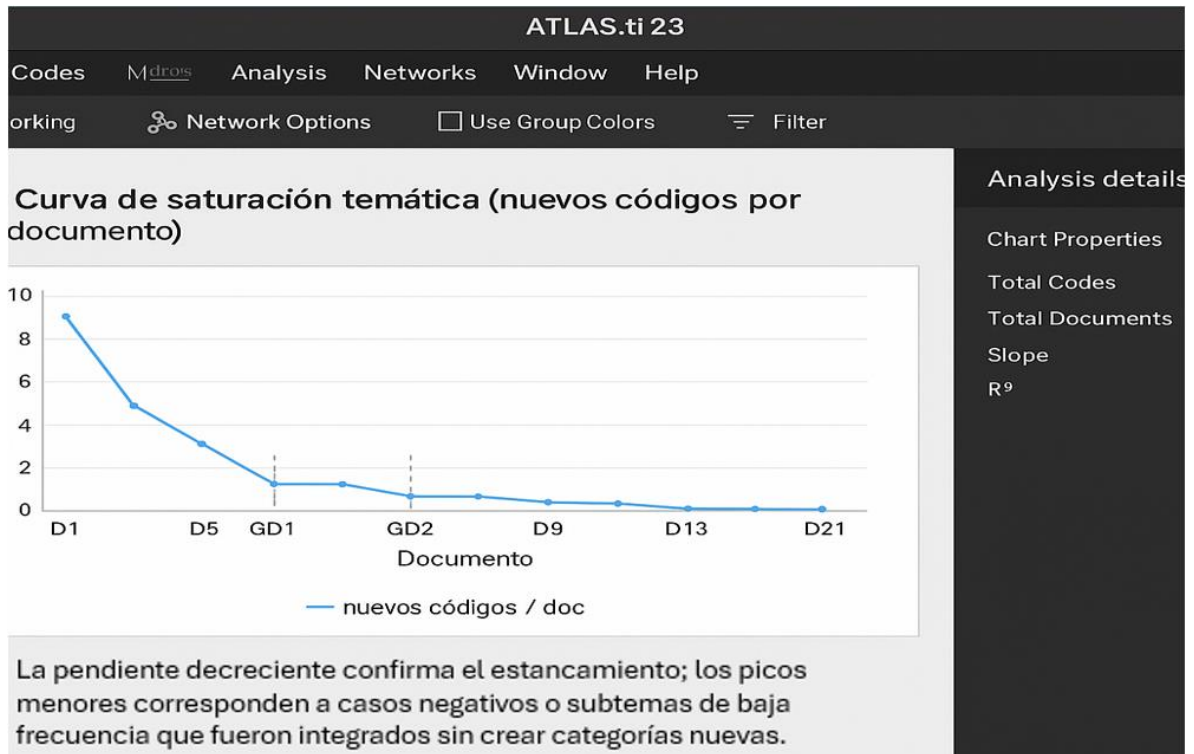 ATLAS.ti 23
Codes Analysis Networks Window Help
orking Network Options Use Group Colors Filter
Curva de saturación temática (nuevos códigos por
documento)
Analysis details
Chart Properties
Total Codes
Total Documents
Slope
R⁹
10
8
6
4
2
0
D1 D5 GD1 GD2 D9 D13 D21
Documento
nuevos códigos / doc
La pendiente decreciente confirma el estancamiento; los picos
menores corresponden a casos negativos o subtemas de baja
frecuencia que fueron integrados sin crear categorías nuevas.